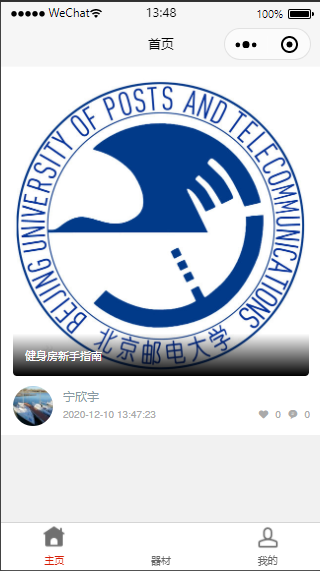 WeChat 13:48 100%
首页
BEIJING UNIVERSITY OF POSTS AND TELECOMMUNICATIONS
北京邮电大学
健身房新手指南
宁欣宇
2020-12-10 13:47:23 0 0
主页 器材 我的